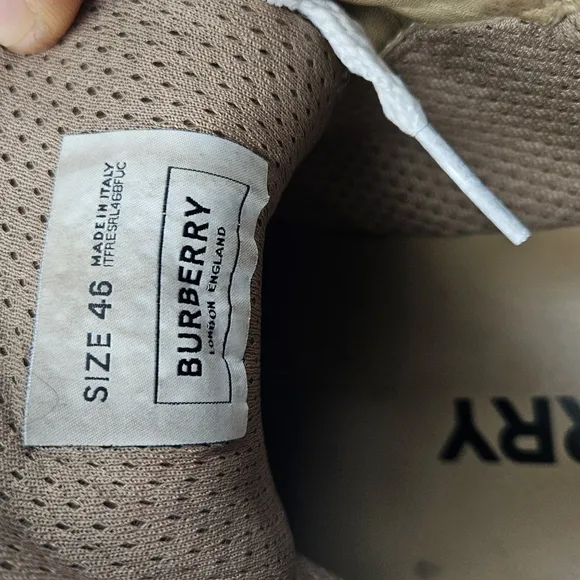 BURBERRY
LONDON ENGLAND
SIZE 46 MADE IN ITALY
ITFRESRL46BFUC
RRY